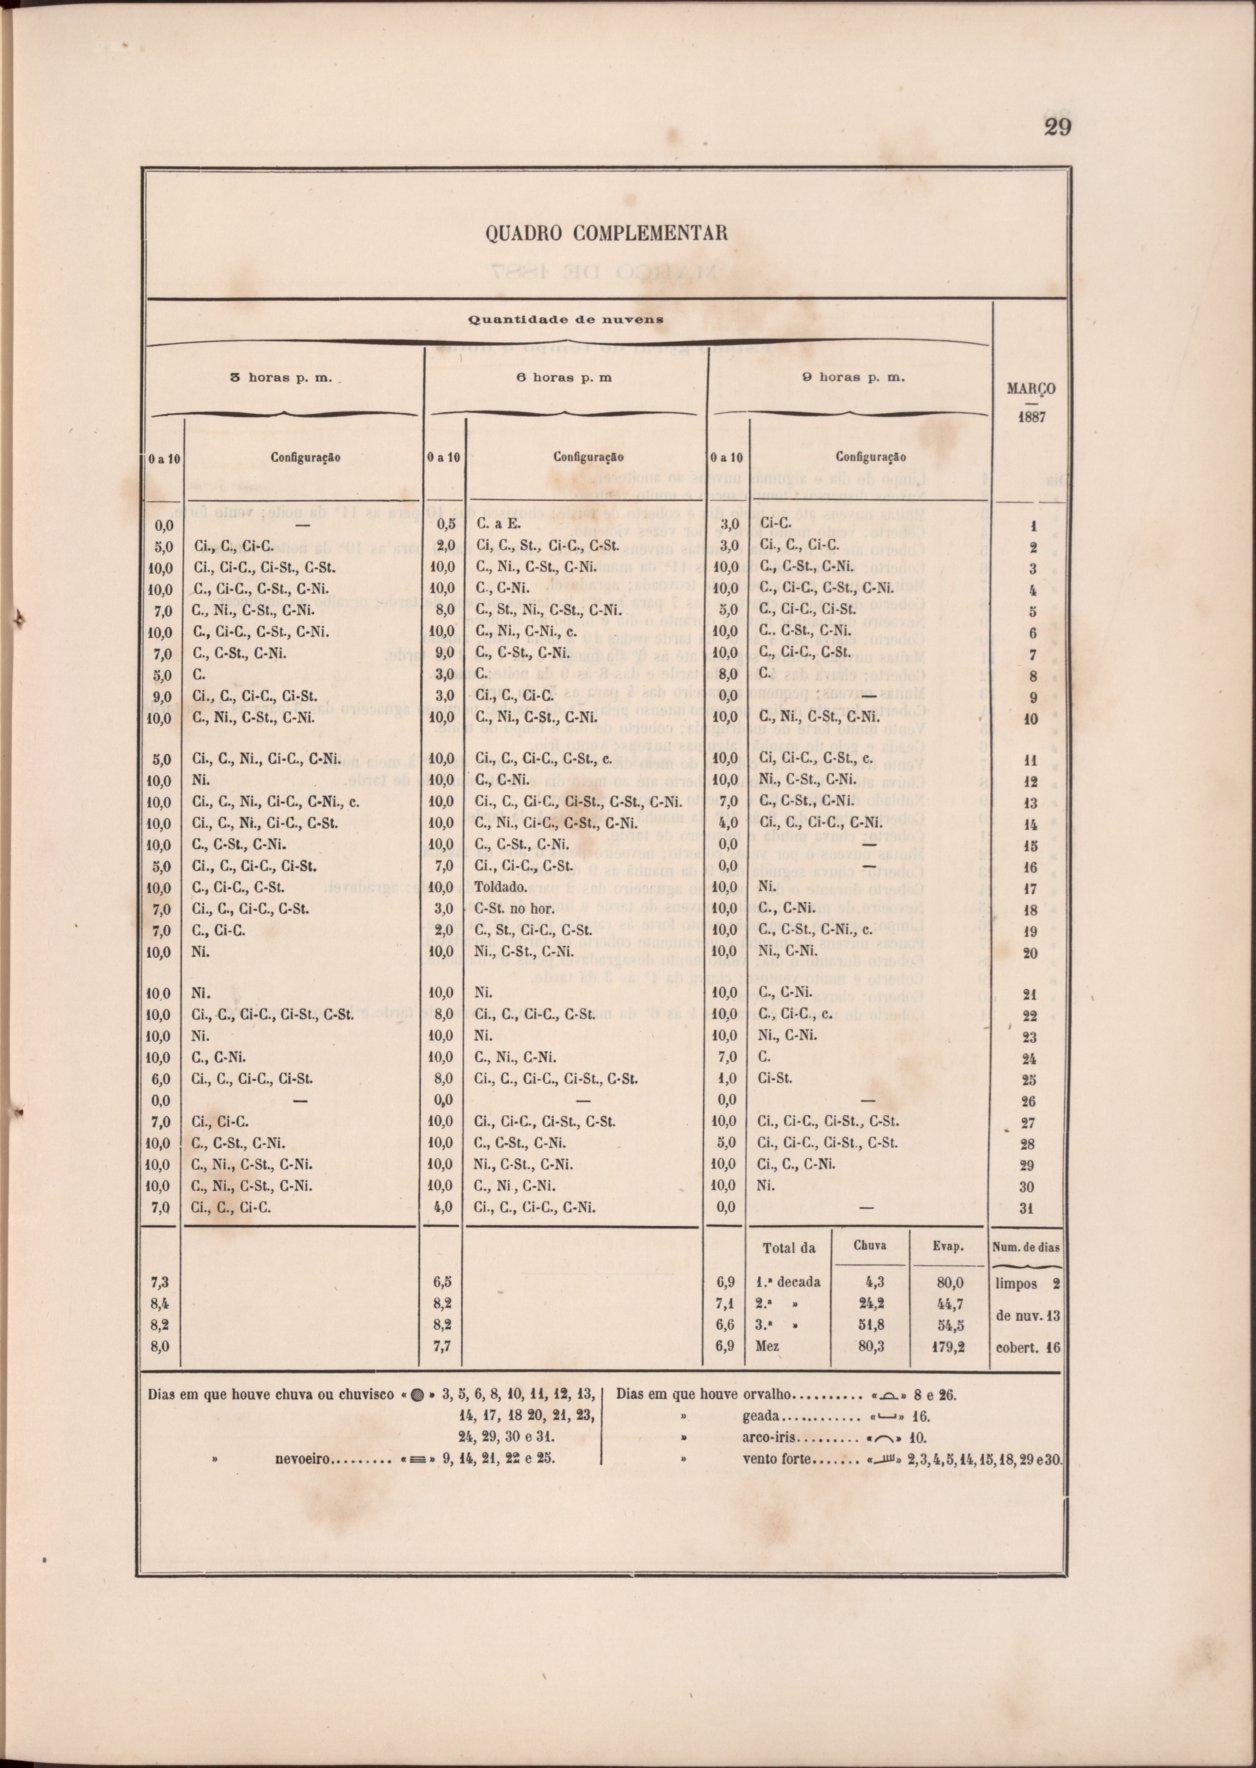 29
QUADRO COMPLEMENTAR
Quantidade de nuvens
3 horas p. m. 6 horas p. m 9 horas p. m. MARÇO
1887
0 a 10 Configuração 0 a 10 Configuração 0 a 10 Configuração
0,0 — 0,5 C. a E. 3,0 Ci-C. 1
5,0 Ci., C., Ci-C. 2,0 Ci, C., St., Ci-C., C-St. 3,0 Ci., C., Ci-C. 2
10,0 Ci., Ci-C., Ci-St., C-St. 10,0 C., Ni., C-St., C-Ni. 10,0 C., C-St., C-Ni. 3
10,0 C., Ci-C., C-St., C-Ni. 10,0 C., C-Ni. 10,0 C., Ci-C., C-St., C-Ni. 4
7,0 C., Ni., C-St., C-Ni. 8,0 C., St., Ni., C-St., C-Ni. 5,0 C., Ci-C., Ci-St. 5
10,0 C., Ci-C., C-St., C-Ni. 10,0 C., Ni., C-Ni., c. 10,0 C.. C-St., C-Ni. 6
7,0 C., C-St., C-Ni. 9,0 C., C-St., C-Ni. 10,0 C., Ci-C., C-St. 7
5,0 C. 3,0 C. 8,0 C. 8
9,0 Ci., C., Ci-C., Ci-St. 3,0 Ci., C., Ci-C. 0,0 — 9
10,0 C., Ni., C-St., C-Ni. 10,0 C., Ni., C-St., C-Ni. 10,0 C., Ni., C-St., C-Ni. 10
5,0 Ci., C., Ni., Ci-C., C-Ni. 10,0 Ci., C., Ci-C., C-St., c. 10,0 Ci, Ci-C., C-St., c. 11
10,0 Ni. 10,0 C., C-Ni. 10,0 Ni., C-St., C-Ni. 12
10,0 Ci., C., Ni., Ci-C., C-Ni., c. 10,0 Ci., C., Ci-C., Ci-St., C-St., C-Ni. 7,0 C., C-St., C-Ni. 13
10,0 Ci., C., Ni., Ci-C., C-St. 10,0 C., Ni., Ci-C., C-St., C-Ni. 4,0 Ci., C., Ci-C., C-Ni. 14
10,0 C., C-St., C-Ni. 10,0 C., C-St., C-Ni. 0,0 — 15
5,0 Ci., C., Ci-C., Ci-St. 7,0 Ci., Ci-C., C-St. 0,0 — 16
10,0 C., Ci-C., C-St. 10,0 Toldado. 10,0 Ni. 17
7,0 Ci., C., Ci-C., C-St. 3,0 C-St. no hor. 10,0 C., C-Ni. 18
7,0 C., Ci-C. 2,0 C., St., Ci-C., C-St. 10,0 C., C-St., C-Ni., c. 19
10,0 Ni. 10,0 Ni., C-St., C-Ni. 10,0 Ni., C-Ni. 20
10,0 Ni. 10,0 Ni. 10,0 C., C-Ni. 21
10,0 Ci., C., Ci-C., Ci-St., C-St. 8,0 Ci., C., Ci-C., C-St. 10,0 C., Ci-C., c. 22
10,0 Ni. 10,0 Ni. 10,0 Ni., C-Ni. 23
10,0 C., C-Ni. 10,0 C., Ni., C-Ni. 7,0 C. 24
6,0 Ci., C., Ci-C., Ci-St. 8,0 Ci., C., Ci-C., Ci-St., C-St. 1,0 Ci-St. 25
0,0 — 0,0 — 0,0 — 26
7,0 Ci., Ci-C. 10,0 Ci., Ci-C., Ci-St., C-St. 10,0 Ci., Ci-C., Ci-St., C-St. 27
10,0 C., C-St., C-Ni. 10,0 C., C-St., C-Ni. 5,0 Ci., Ci-C., Ci-St., C-St. 28
10,0 C., Ni., C-St., C-Ni. 10,0 Ni., C-St., C-Ni. 10,0 Ci., C., C-Ni. 29
10,0 C., Ni., C-St., C-Ni. 10,0 C., Ni, C-Ni. 10,0 Ni. 30
7,0 Ci., C., Ci-C. 4,0 Ci., C., Ci-C., C-Ni. 0,0 — 31
Total da Chuva Evap. Num. de dias
7,3 6,5 6,9 1.ª decada 4,3 80,0 limpos 2
8,4 8,2 7,1 2.ª » 24,2 44,7
de nuv. 13
8,2 8,2 6,6 3.ª » 51,8 54,5
8,0 7,7 6,9 Mez 80,3 179,2 cobert. 16
Dias em que houve chuva ou chuvisco « » 3, 5, 6, 8, 10, 11, 12, 13,
14, 17, 18 20, 21, 23,
24, 29, 30 e 31.
» nevoeiro......... « » 9, 14, 21, 22 e 25.
Dias em que houve orvalho.......... « » 8 e 26.
» geada............ « » 16.
» arco-iris......... « » 10.
» vento forte....... « » 2,3,4,5,14,15,18,29 e 30.